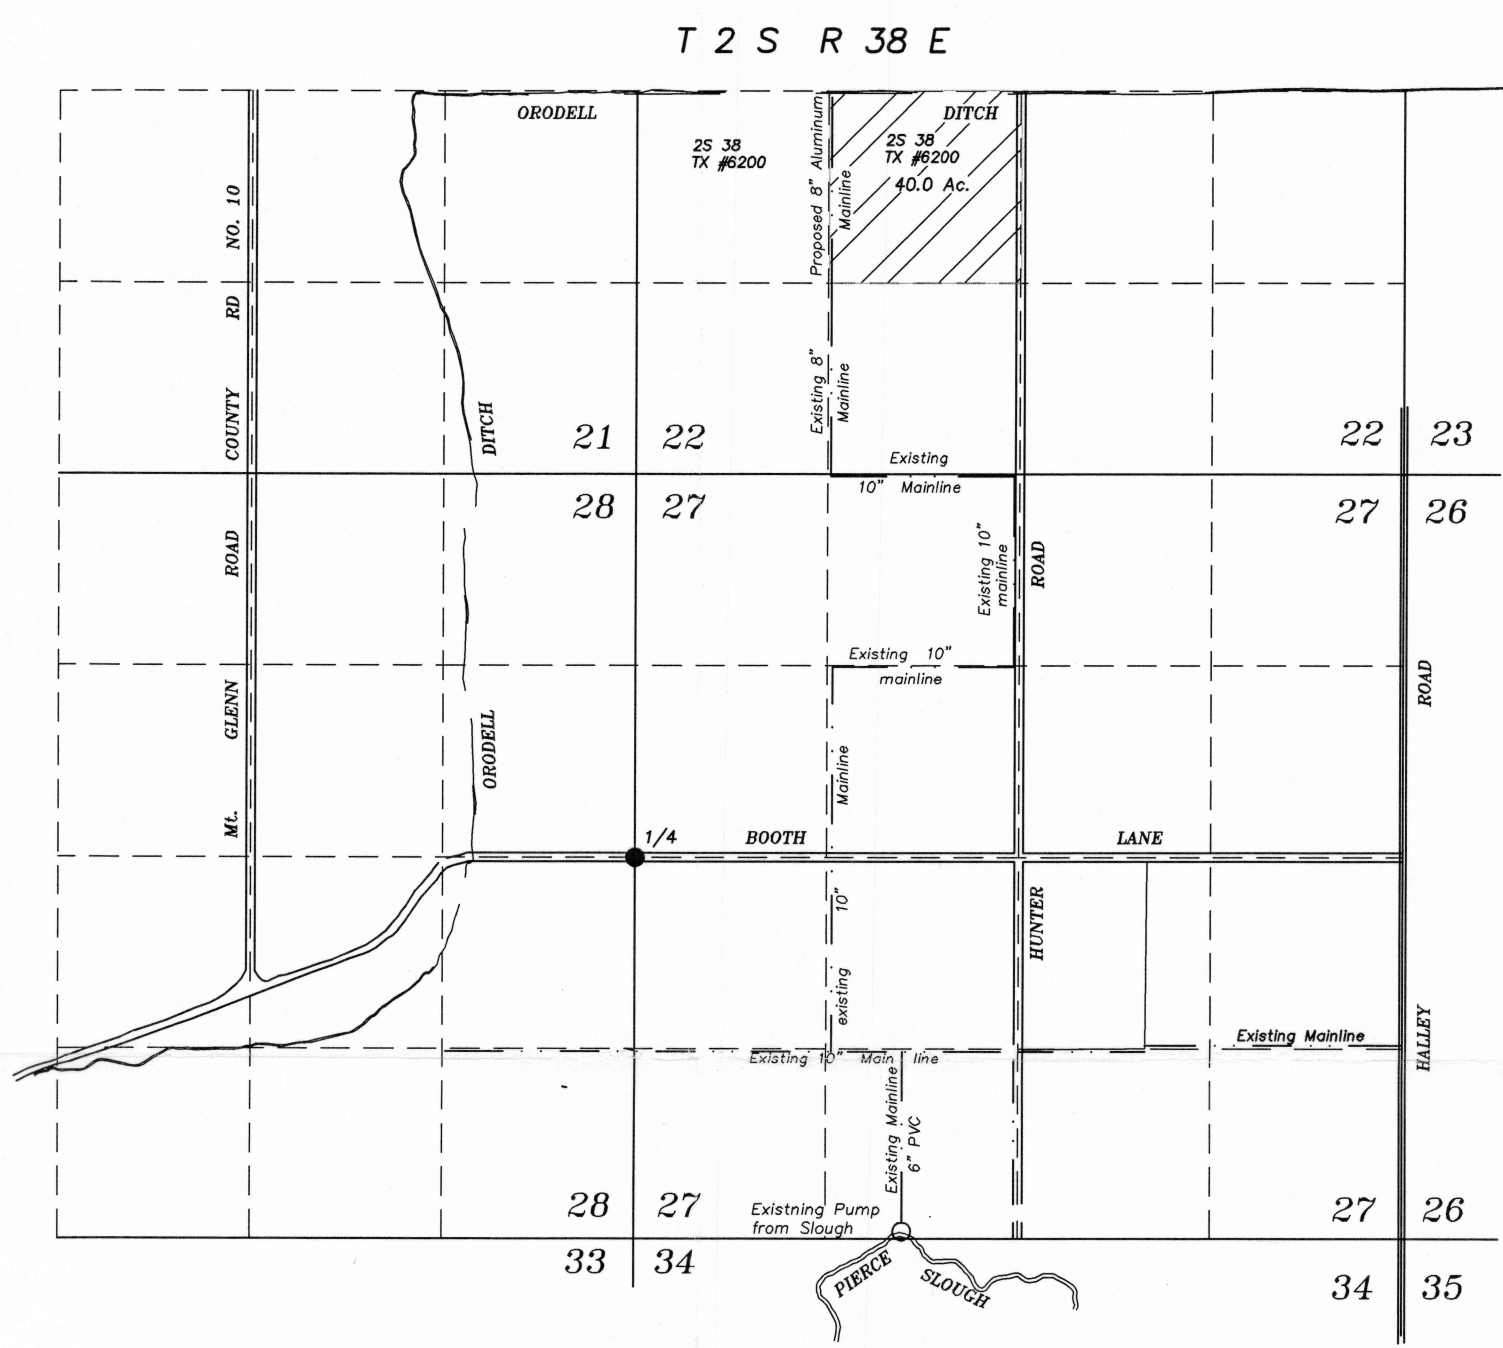 T 2 S R 38 E
ORODELL
DITCH
2S 38
TX #6200
2S 38
TX #6200
40.0 Ac.
Proposed 8" Aluminum
Mainline
Mt. GLENN ROAD COUNTY RD NO. 10
Existing 8"
Mainline
ORODELL DITCH
21 22
22 23
Existing
10" Mainline
28 27
27 26
Existing 10"
mainline
HUNTER ROAD
Existing 10"
mainline
HALLEY ROAD
existing 10" Mainline
1/4
BOOTH LANE
Existing Mainline
Existing 10" Main line
Existing Mainline
6" PVC
28 27
27 26
Existning Pump
from Slough
33 34
34 35
PIERCE SLOUGH